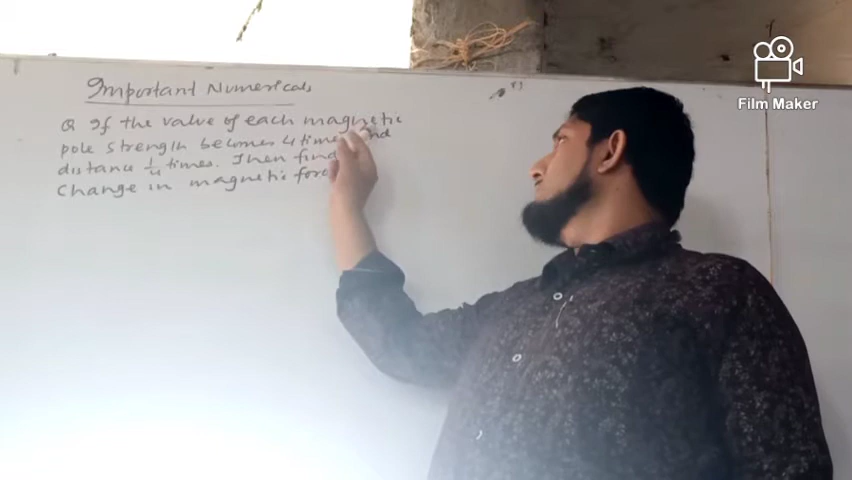 Important Numericals
Q If the value of each magnetic
pole strength becomes 4 times and
distance 1/4 times. Then find
Change in magnetic force
Film Maker